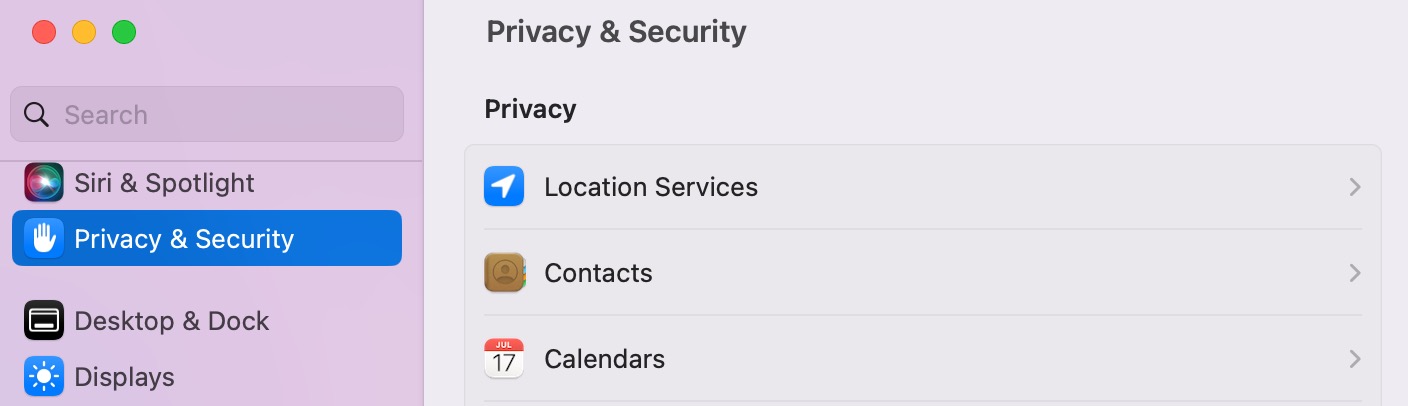 Search
Siri & Spotlight
Privacy & Security
Desktop & Dock
Displays
Privacy & Security
Privacy
Location Services
Contacts
JUL
17
Calendars